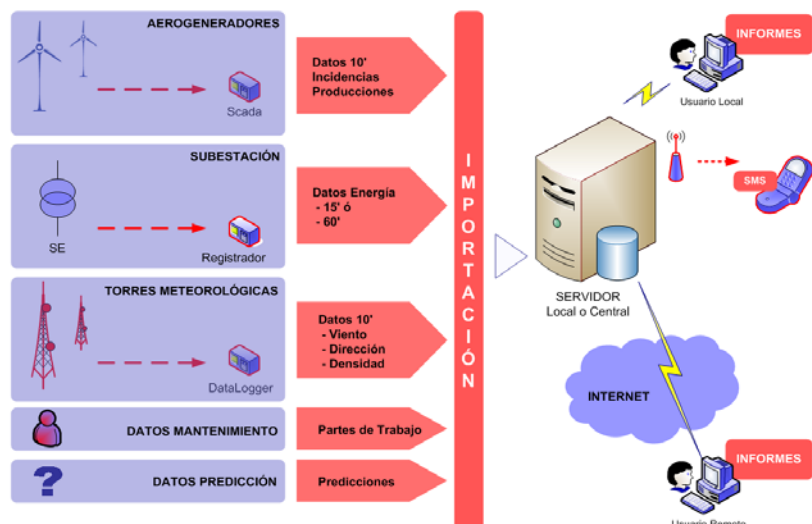 AEROGENERADORES
Scada
Datos 10'
Incidencias
Producciones
SUBESTACIÓN
SE
Registrador
Datos Energía
- 15' ó
- 60'
TORRES METEOROLÓGICAS
DataLogger
Datos 10'
- Viento
- Dirección
- Densidad
DATOS MANTENIMIENTO
Partes de Trabajo
DATOS PREDICCIÓN
Predicciones
IMPORTACIÓN
INFORMES
Usuario Local
SMS
SERVIDOR
Local o Central
INTERNET
INFORMES
Usuario Remoto